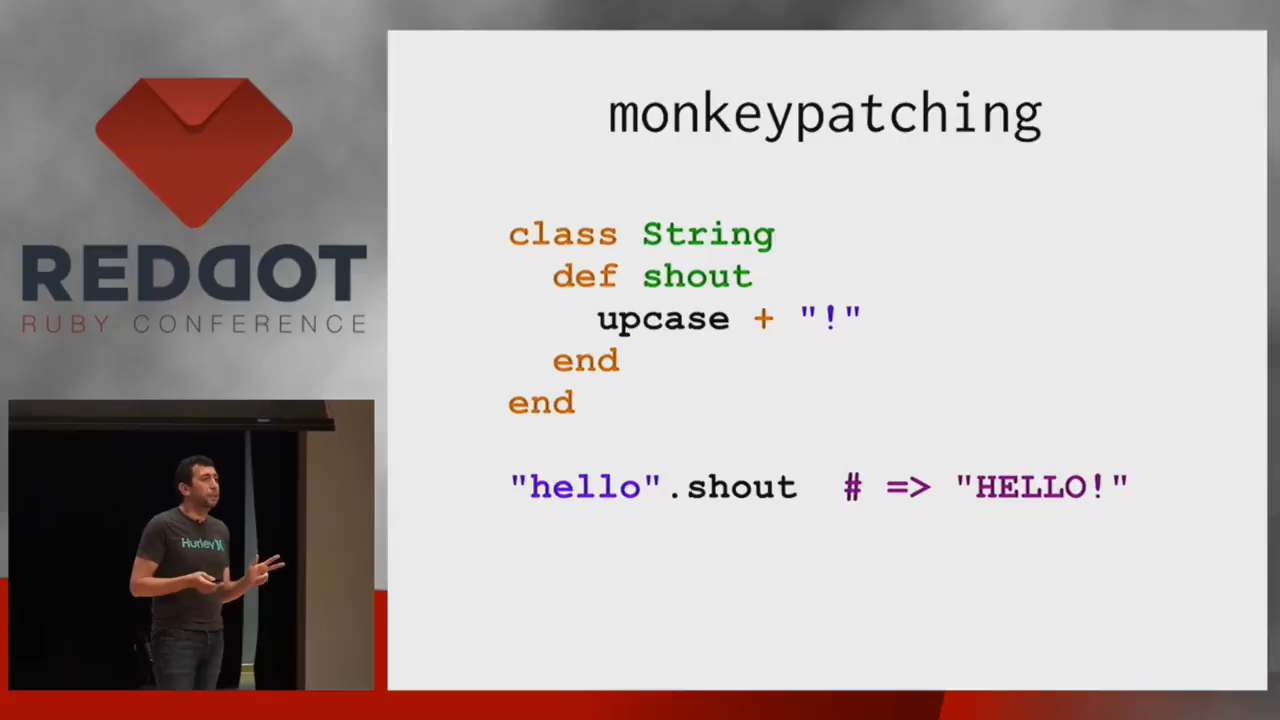 REDDOT
RUBY CONFERENCE
Hurley
monkeypatching
class String
  def shout
    upcase + "!"
  end
end
"hello".shout  # => "HELLO!"